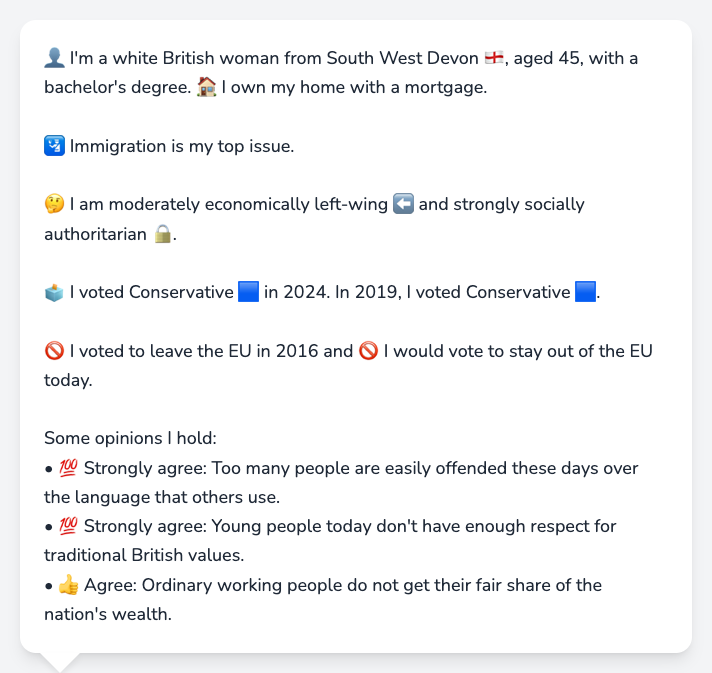 👤 I'm a white British woman from South West Devon 🏴󠁧󠁢󠁥󠁮󠁧󠁿, aged 45, with a
bachelor's degree. 🏠 I own my home with a mortgage.
🛂 Immigration is my top issue.
🤔 I am moderately economically left-wing ⬅️ and strongly socially
authoritarian 🔒.
🗳️ I voted Conservative 🟦 in 2024. In 2019, I voted Conservative 🟦.
🚫 I voted to leave the EU in 2016 and 🚫 I would vote to stay out of the EU
today.
Some opinions I hold:
• 💯 Strongly agree: Too many people are easily offended these days over
the language that others use.
• 💯 Strongly agree: Young people today don't have enough respect for
traditional British values.
• 👍 Agree: Ordinary working people do not get their fair share of the
nation's wealth.